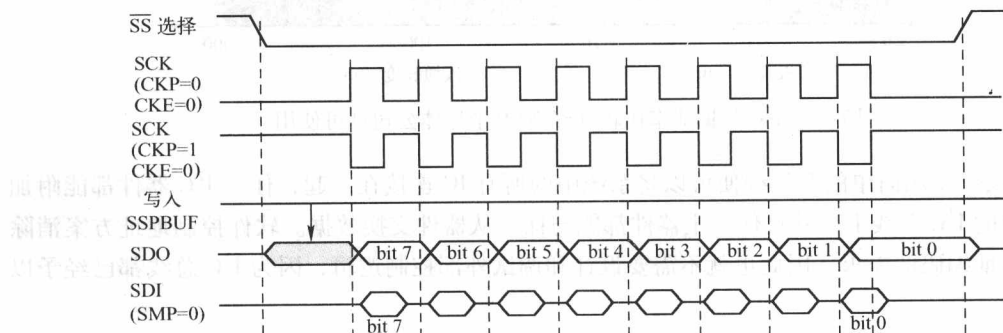 SS 选择
SCK
(CKP=0
CKE=0)
SCK
(CKP=1
CKE=0)
写入
SSPBUF
SDO
bit 7
bit 6
bit 5
bit 4
bit 3
bit 2
bit 1
bit 0
SDI
(SMP=0)
bit 7
bit 0